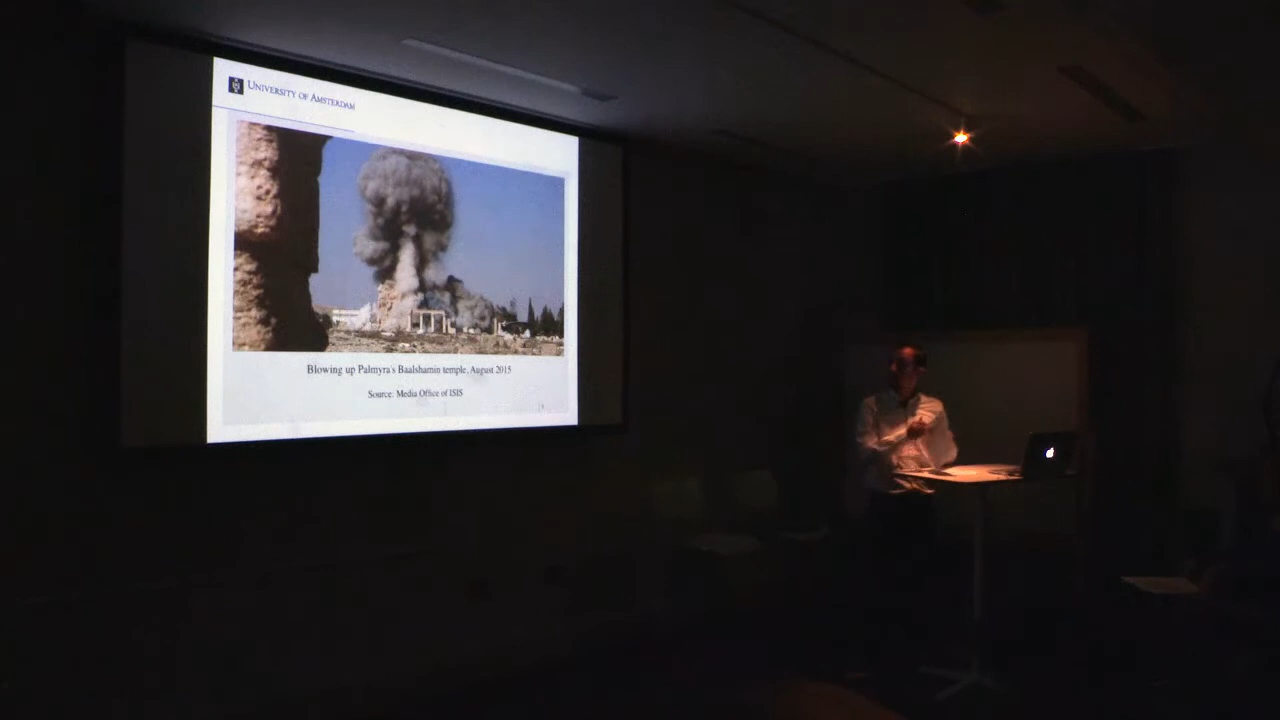 UNIVERSITY OF AMSTERDAM
Blowing up Palmyra's Baalshamin temple, August 2015
Source: Media Office of ISIS